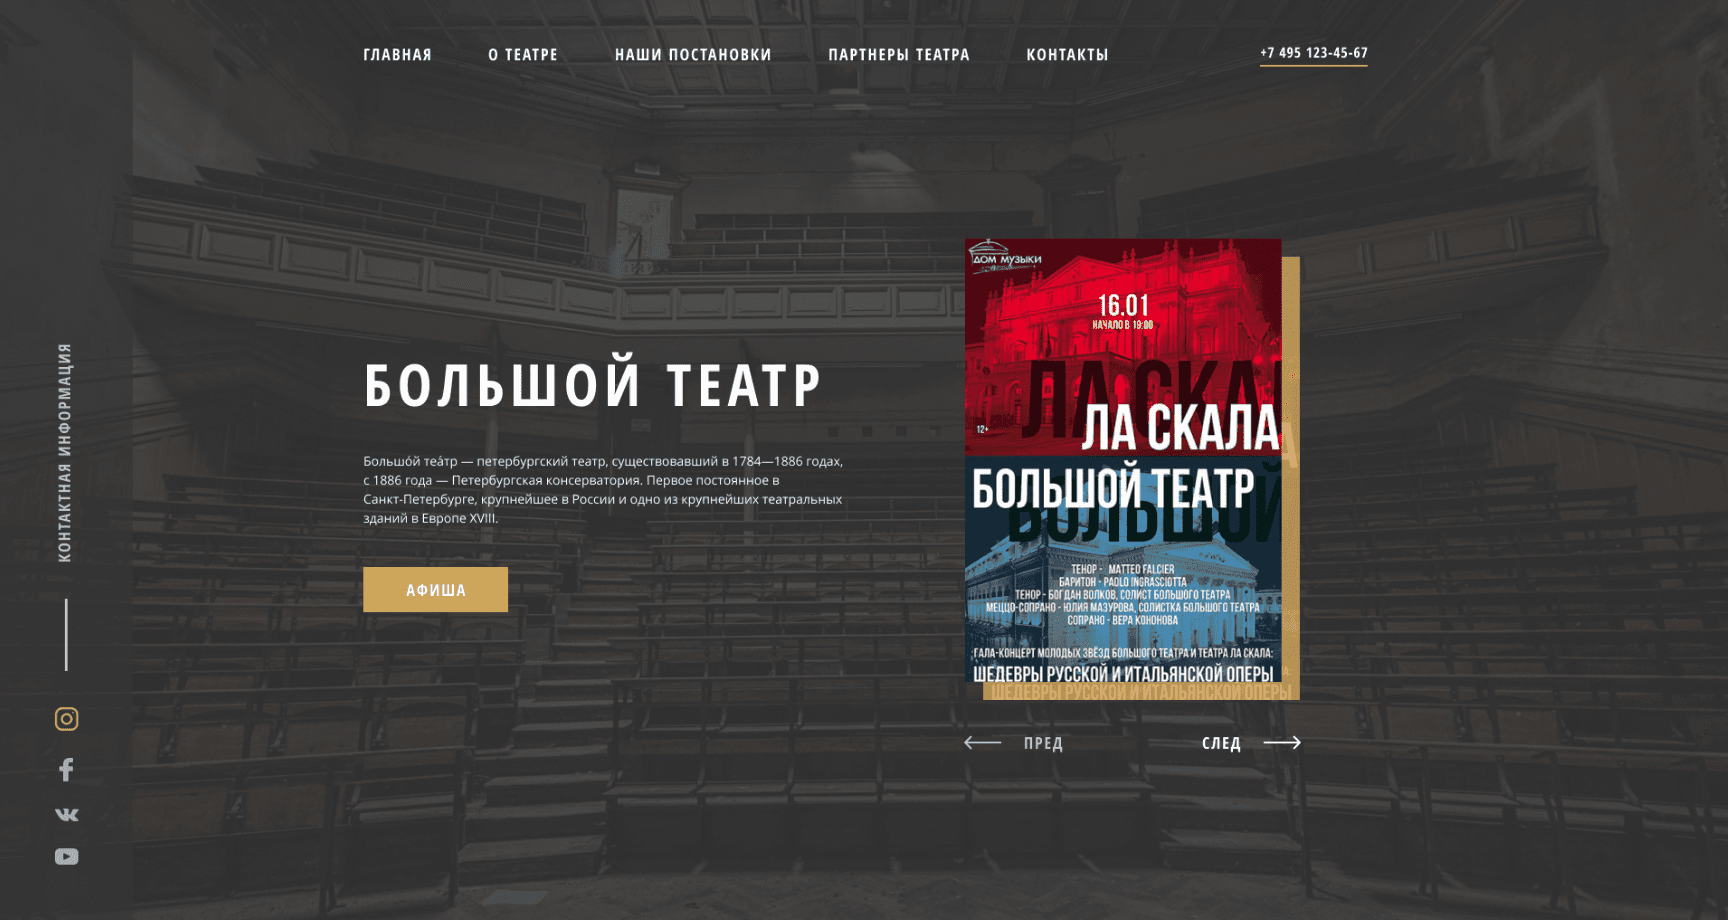 ГЛАВНАЯ
О ТЕАТРЕ
НАШИ ПОСТАНОВКИ
ПАРТНЕРЫ ТЕАТРА
КОНТАКТЫ
+7 495 123-45-67
КОНТАКТНАЯ ИНФОРМАЦИЯ
БОЛЬШОЙ ТЕАТР
Большо́й теа́тр — петербургский театр, существовавший в 1784—1886 годах,
с 1886 года — Петербургская консерватория. Первое постоянное в
Санкт-Петербурге, крупнейшее в России и одно из крупнейших театральных
зданий в Европе XVIII.
АФИША
ДОМ МУЗЫКИ
16.01
НАЧАЛО В 19:00
ЛА СКАЛА
12+
ЛА СКАЛА
БОЛЬШОЙ ТЕАТР
БОЛЬШОЙ
ТЕНОР - MATTEO FALCIER
БАРИТОН - PAOLO INGRASCIOTTA
ТЕНОР - БОГДАН ВОЛКОВ, СОЛИСТ БОЛЬШОГО ТЕАТРА
МЕЦЦО-СОПРАНО - ЮЛИЯ МАЗУРОВА, СОЛИСТКА БОЛЬШОГО ТЕАТРА
СОПРАНО - ВЕРА КОНОНОВА
ГАЛА-КОНЦЕРТ МОЛОДЫХ ЗВЁЗД БОЛЬШОГО ТЕАТРА И ТЕАТРА ЛА СКАЛА:
ШЕДЕВРЫ РУССКОЙ И ИТАЛЬЯНСКОЙ ОПЕРЫ
ШЕДЕВРЫ РУССКОЙ И ИТАЛЬЯНСКОЙ ОПЕРЫ
ПРЕД
СЛЕД